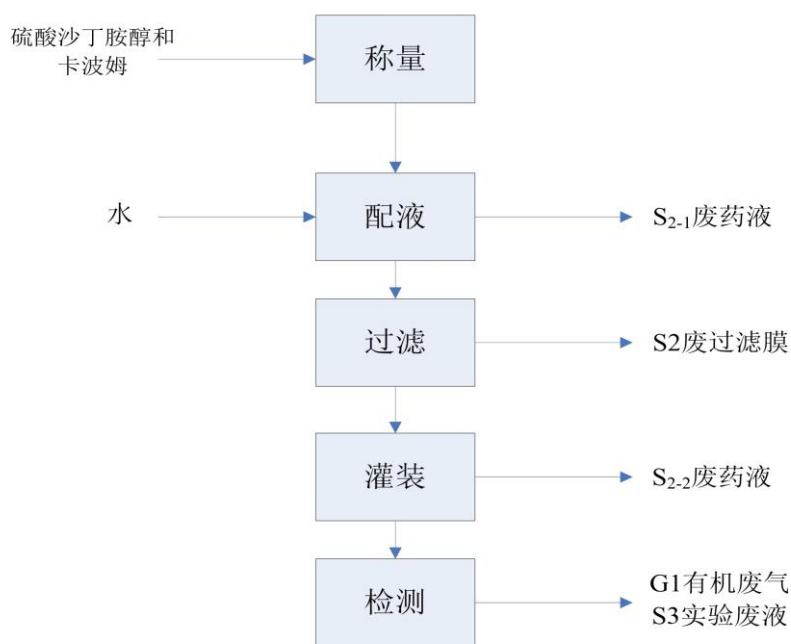 硫酸沙丁胺醇和
卡波姆
称量
水
配液
S2-1废药液
过滤
S2废过滤膜
灌装
S2-2废药液
检测
G1有机废气
S3实验废液